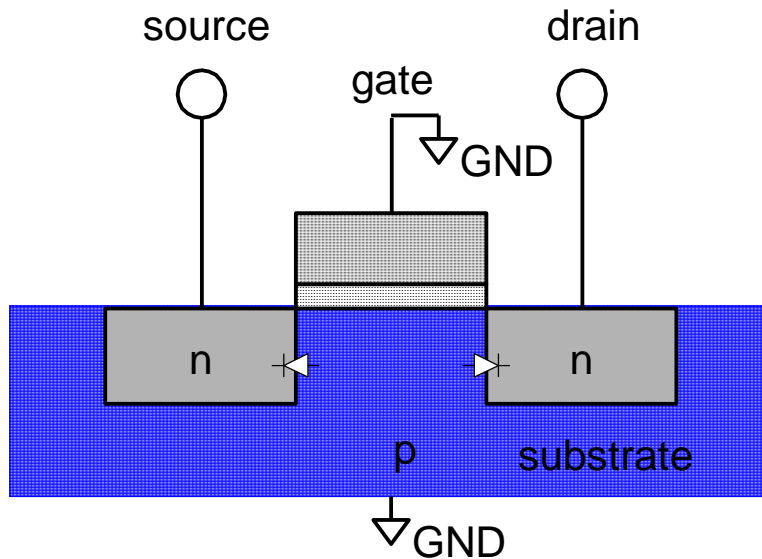 source
drain
gate
GND
n
n
p
substrate
GND